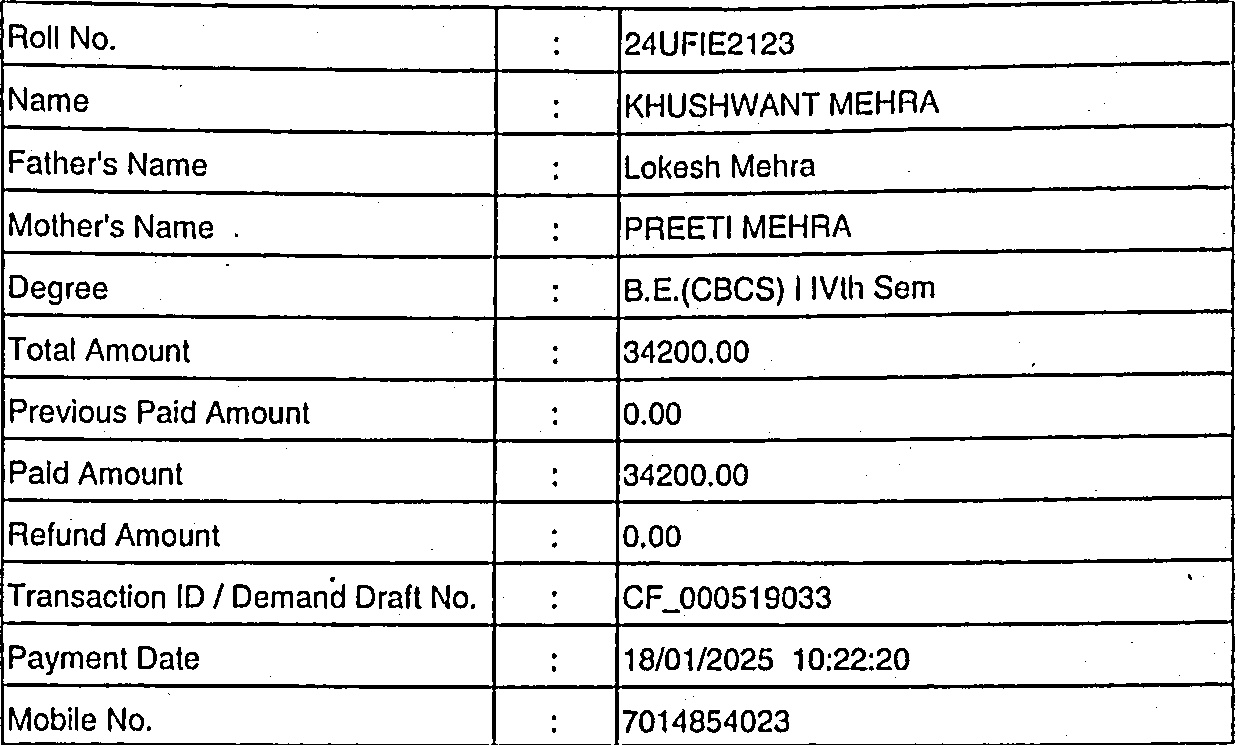 Roll No. : 24UFIE2123
Name : KHUSHWANT MEHRA
Father's Name : Lokesh Mehra
Mother's Name : PREETI MEHRA
Degree : B.E.(CBCS) I IVth Sem
Total Amount : 34200.00
Previous Paid Amount : 0.00
Paid Amount : 34200.00
Refund Amount : 0.00
Transaction ID / Demand Draft No. : CF_000519033
Payment Date : 18/01/2025 10:22:20
Mobile No. : 7014854023